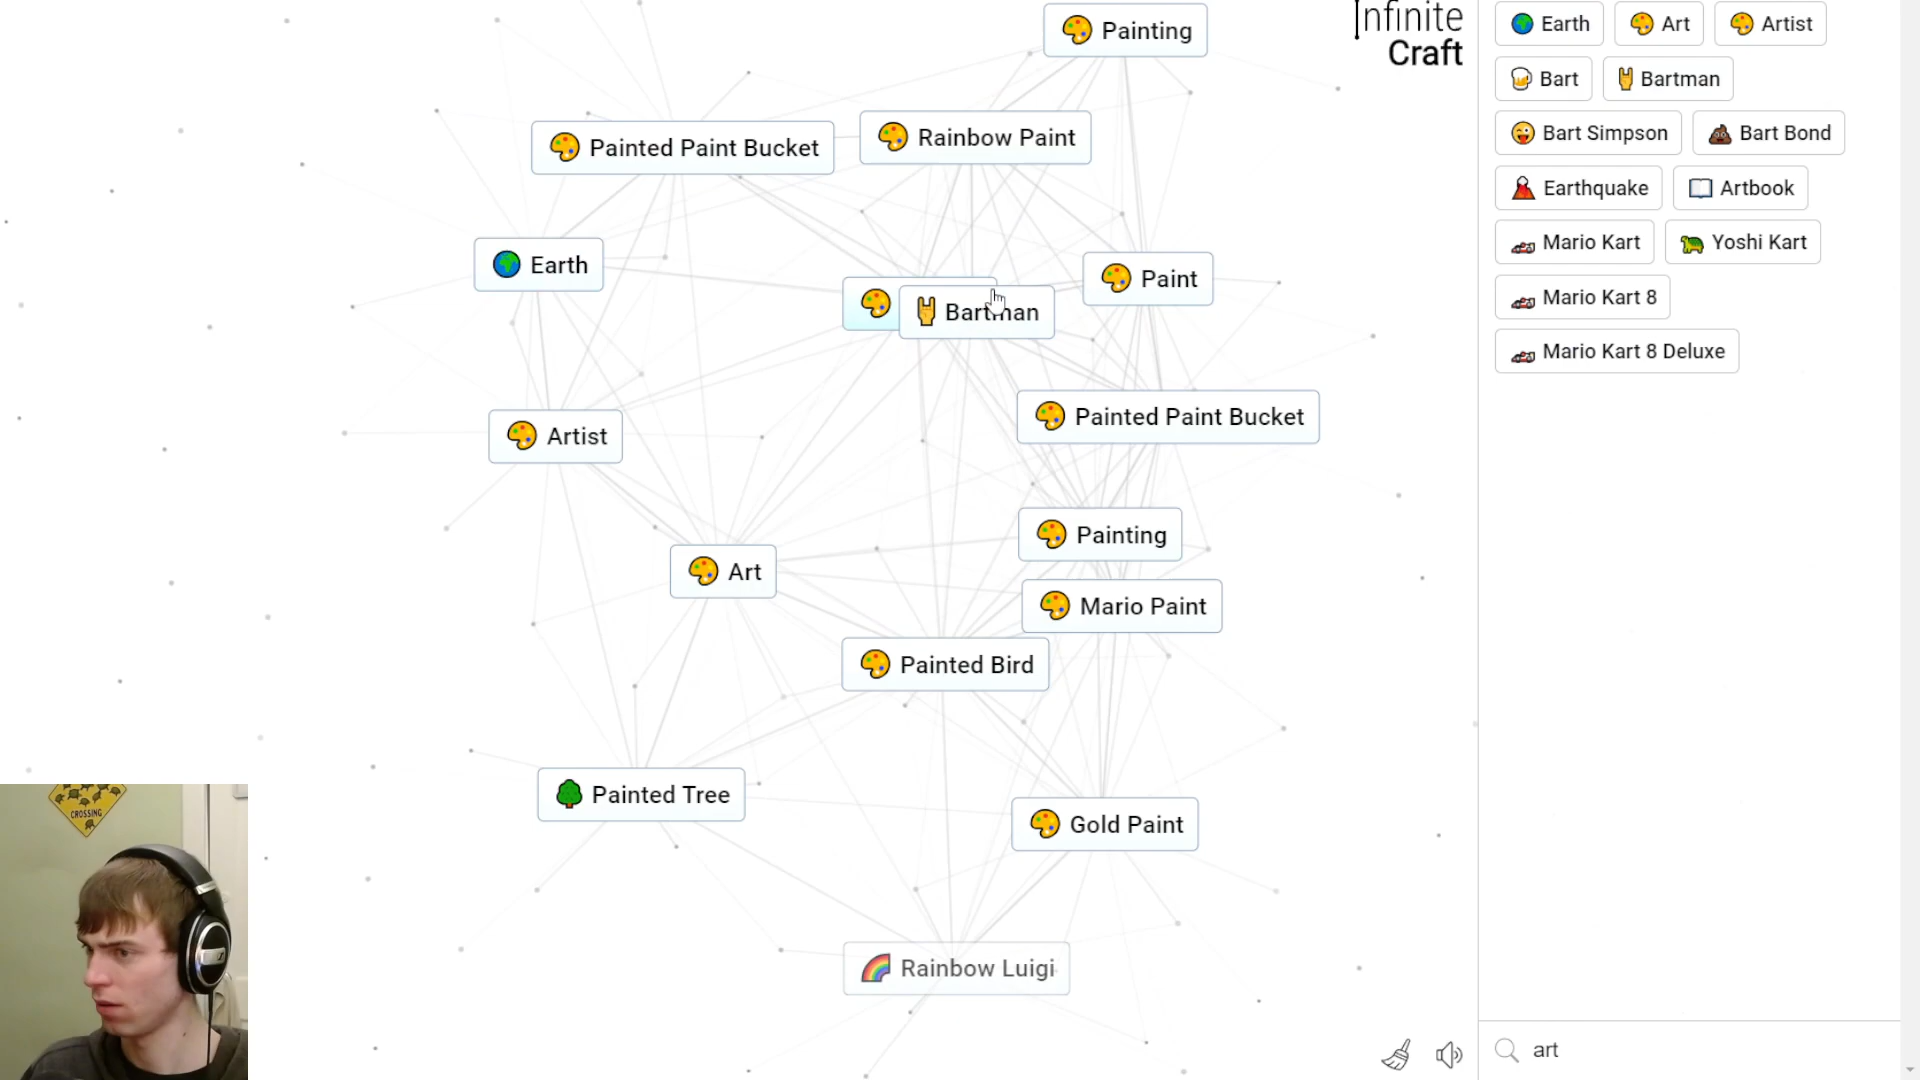 Painting
Infinite
Craft
Painted Paint Bucket
Rainbow Paint
Earth
Bartman
Paint
Artist
Painted Paint Bucket
Painting
Art
Mario Paint
Painted Bird
Painted Tree
Gold Paint
Rainbow Luigi
CROSSING
Earth
Art
Artist
Bart
Bartman
Bart Simpson
Bart Bond
Earthquake
Artbook
Mario Kart
Yoshi Kart
Mario Kart 8
Mario Kart 8 Deluxe
art